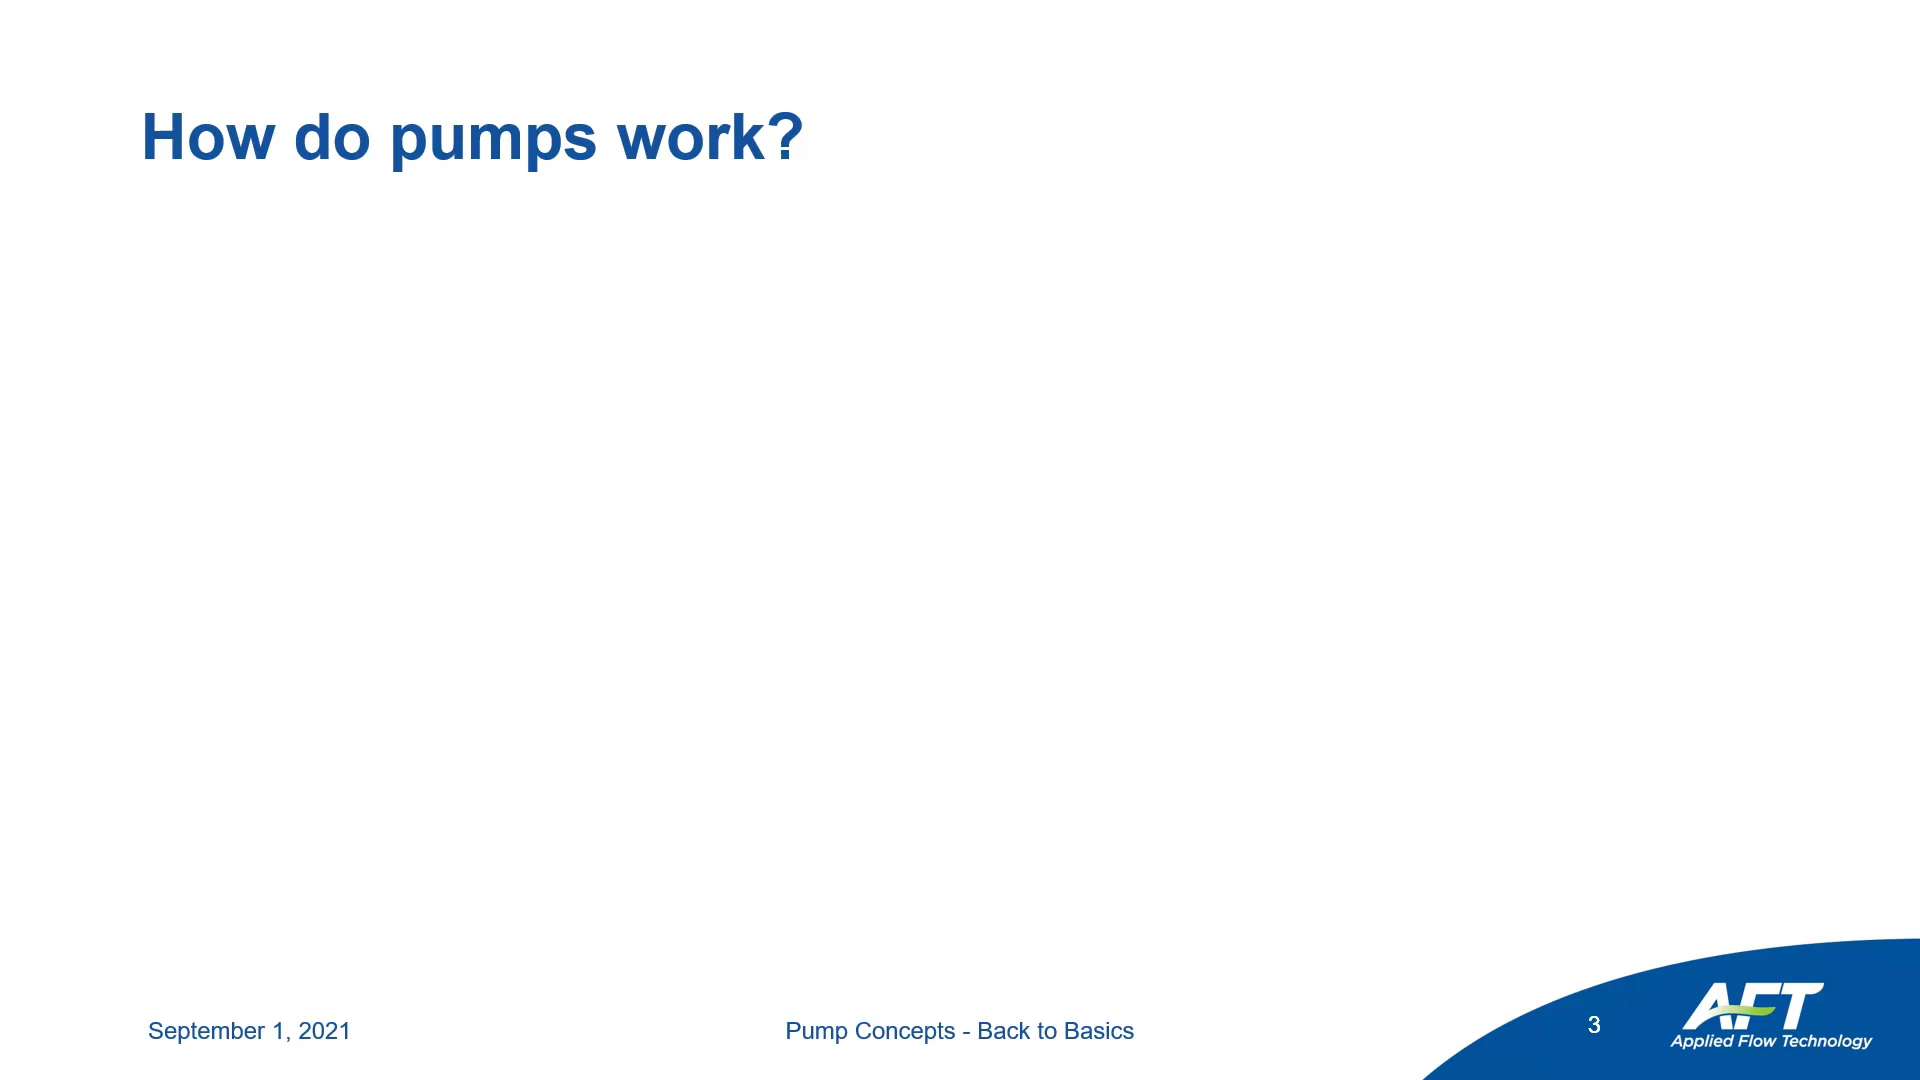 How do pumps work?
September 1, 2021
Pump Concepts - Back to Basics
3
AFT
Applied Flow Technology